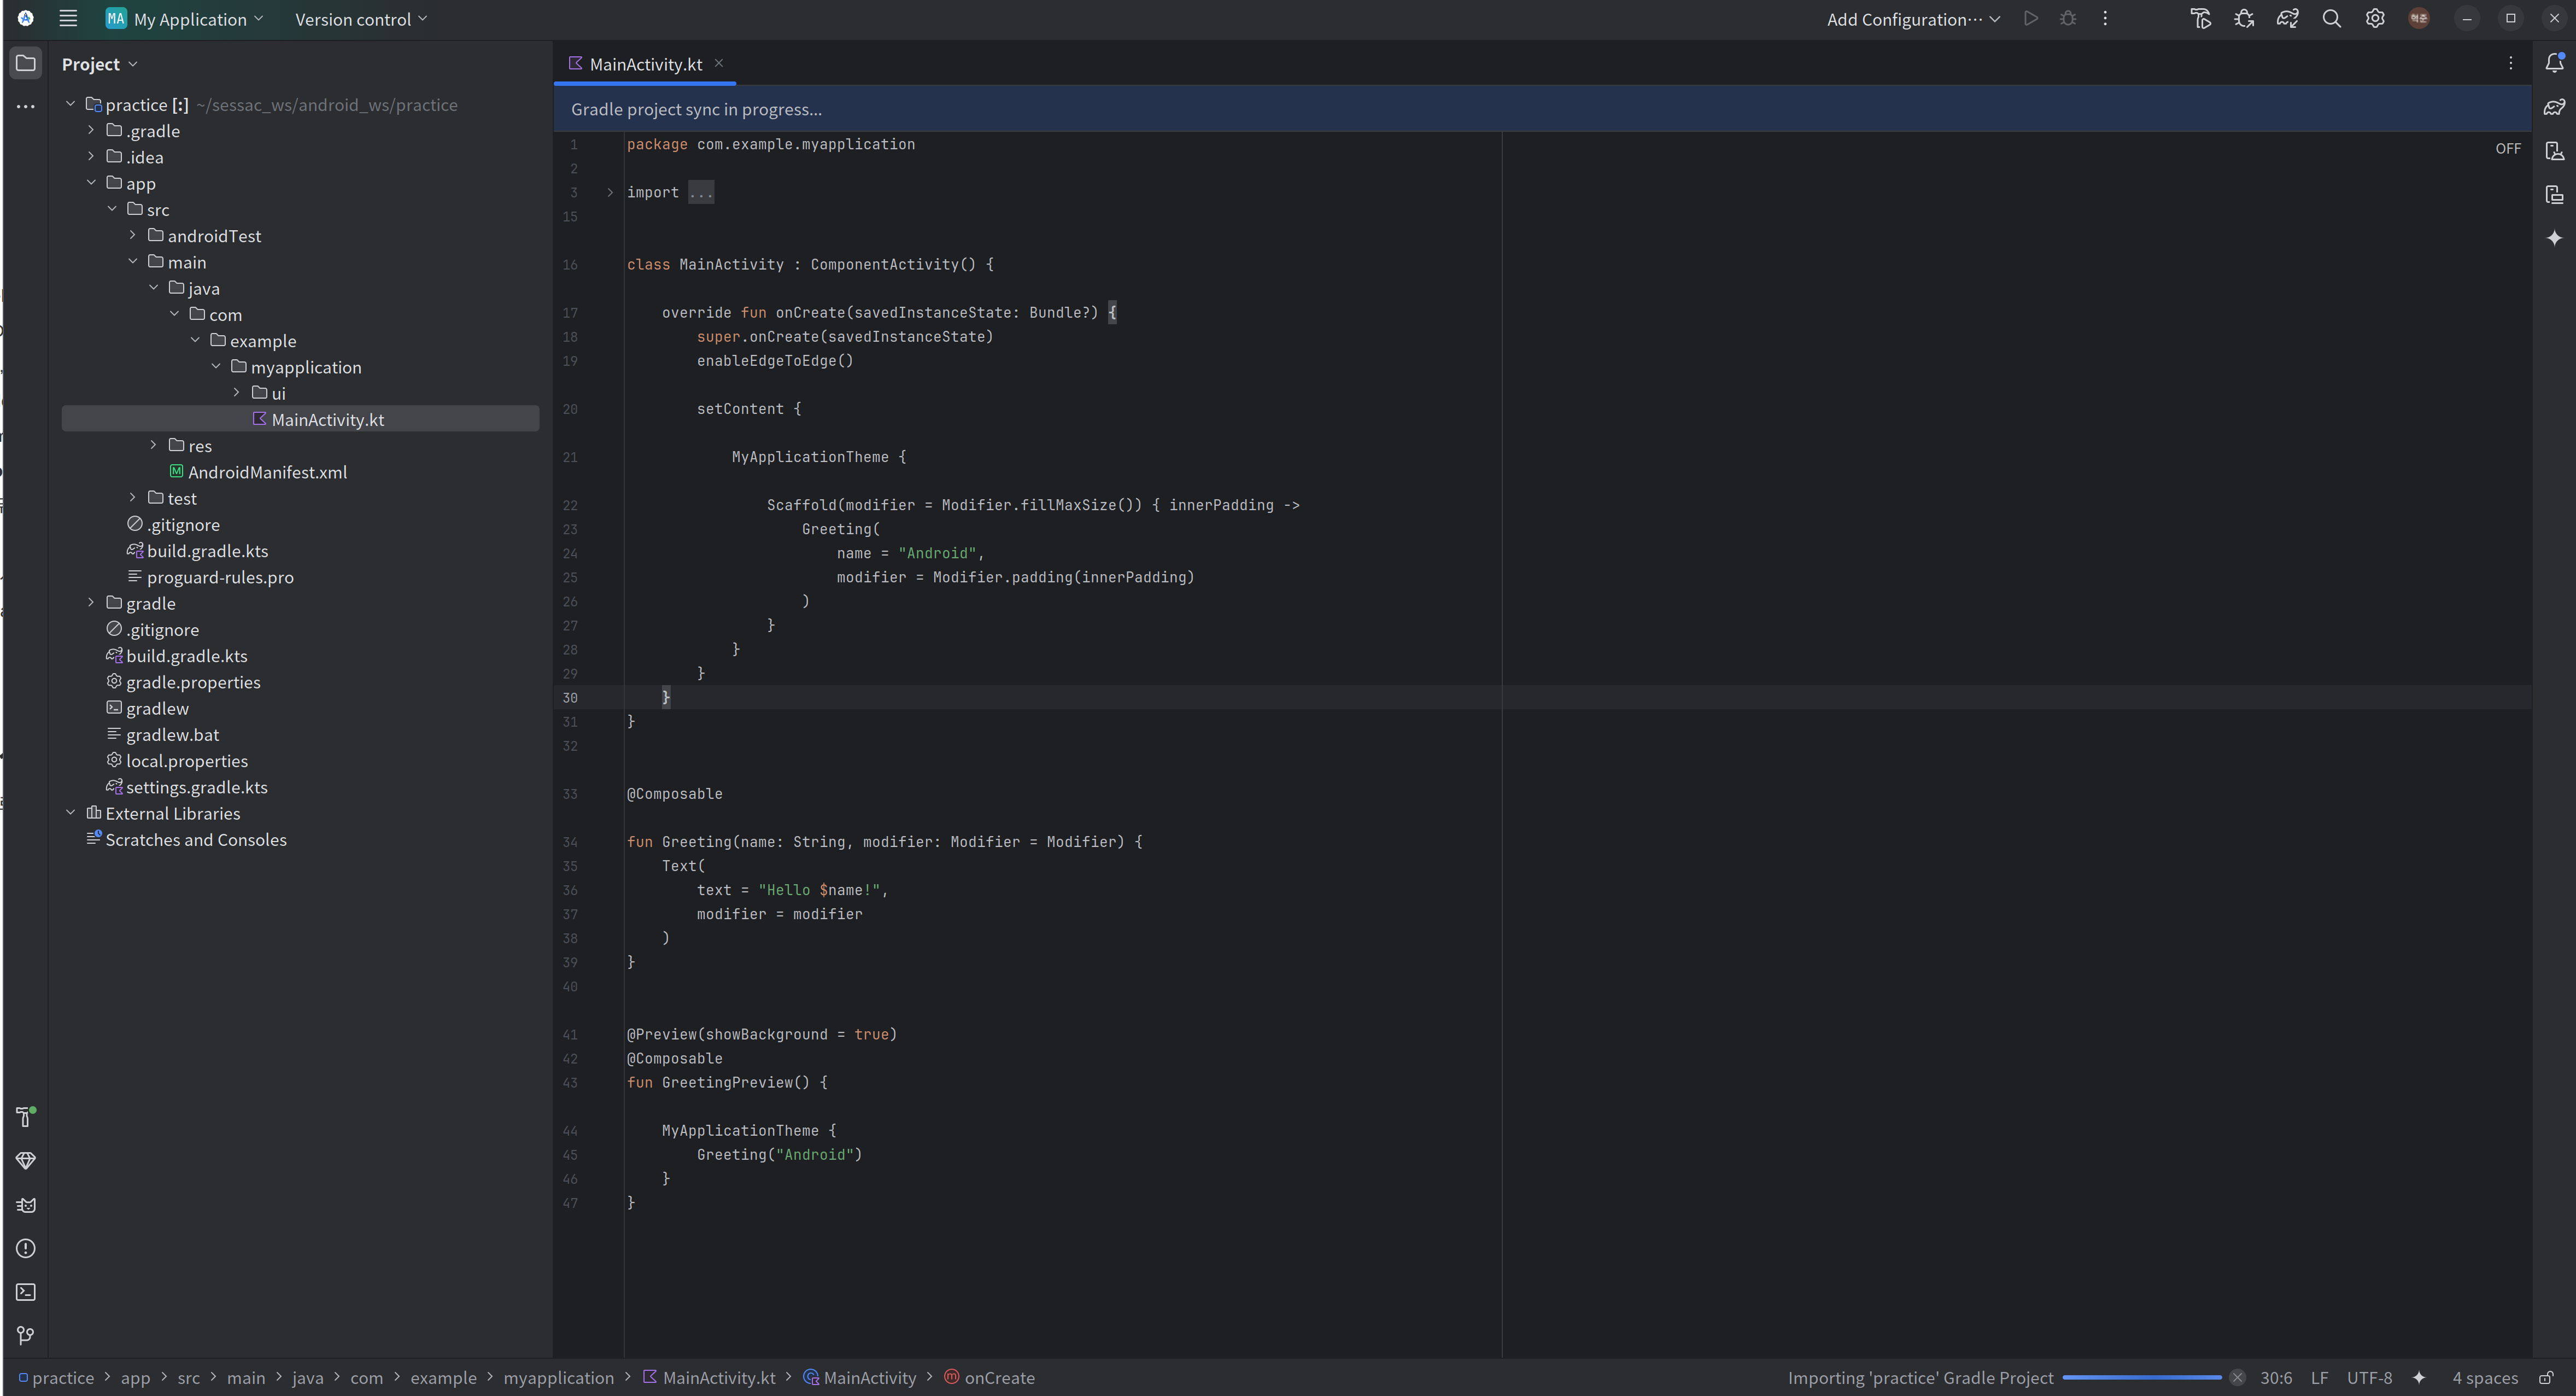 MA My Application Version control Add Configuration··· 혁준
Project
MainActivity.kt
practice [:] ~/sessac_ws/android_ws/practice
.gradle
.idea
app
src
androidTest
main
java
com
example
myapplication
ui
MainActivity.kt
res
AndroidManifest.xml
test
.gitignore
build.gradle.kts
proguard-rules.pro
gradle
.gitignore
build.gradle.kts
gradle.properties
gradlew
gradlew.bat
local.properties
settings.gradle.kts
External Libraries
Scratches and Consoles
Gradle project sync in progress...
OFF
1 package com.example.myapplication
2
3 import ...
15
16 class MainActivity : ComponentActivity() {
17 override fun onCreate(savedInstanceState: Bundle?) {
18 super.onCreate(savedInstanceState)
19 enableEdgeToEdge()
20 setContent {
21 MyApplicationTheme {
22 Scaffold(modifier = Modifier.fillMaxSize()) { innerPadding ->
23 Greeting(
24 name = "Android",
25 modifier = Modifier.padding(innerPadding)
26 )
27 }
28 }
29 }
30 }
31 }
32
33 @Composable
34 fun Greeting(name: String, modifier: Modifier = Modifier) {
35 Text(
36 text = "Hello $name!",
37 modifier = modifier
38 )
39 }
40
41 @Preview(showBackground = true)
42 @Composable
43 fun GreetingPreview() {
44 MyApplicationTheme {
45 Greeting("Android")
46 }
47 }
practice > app > src > main > java > com > example > myapplication > MainActivity.kt > MainActivity > onCreate
Importing 'practice' Gradle Project 30:6 LF UTF-8 4 spaces